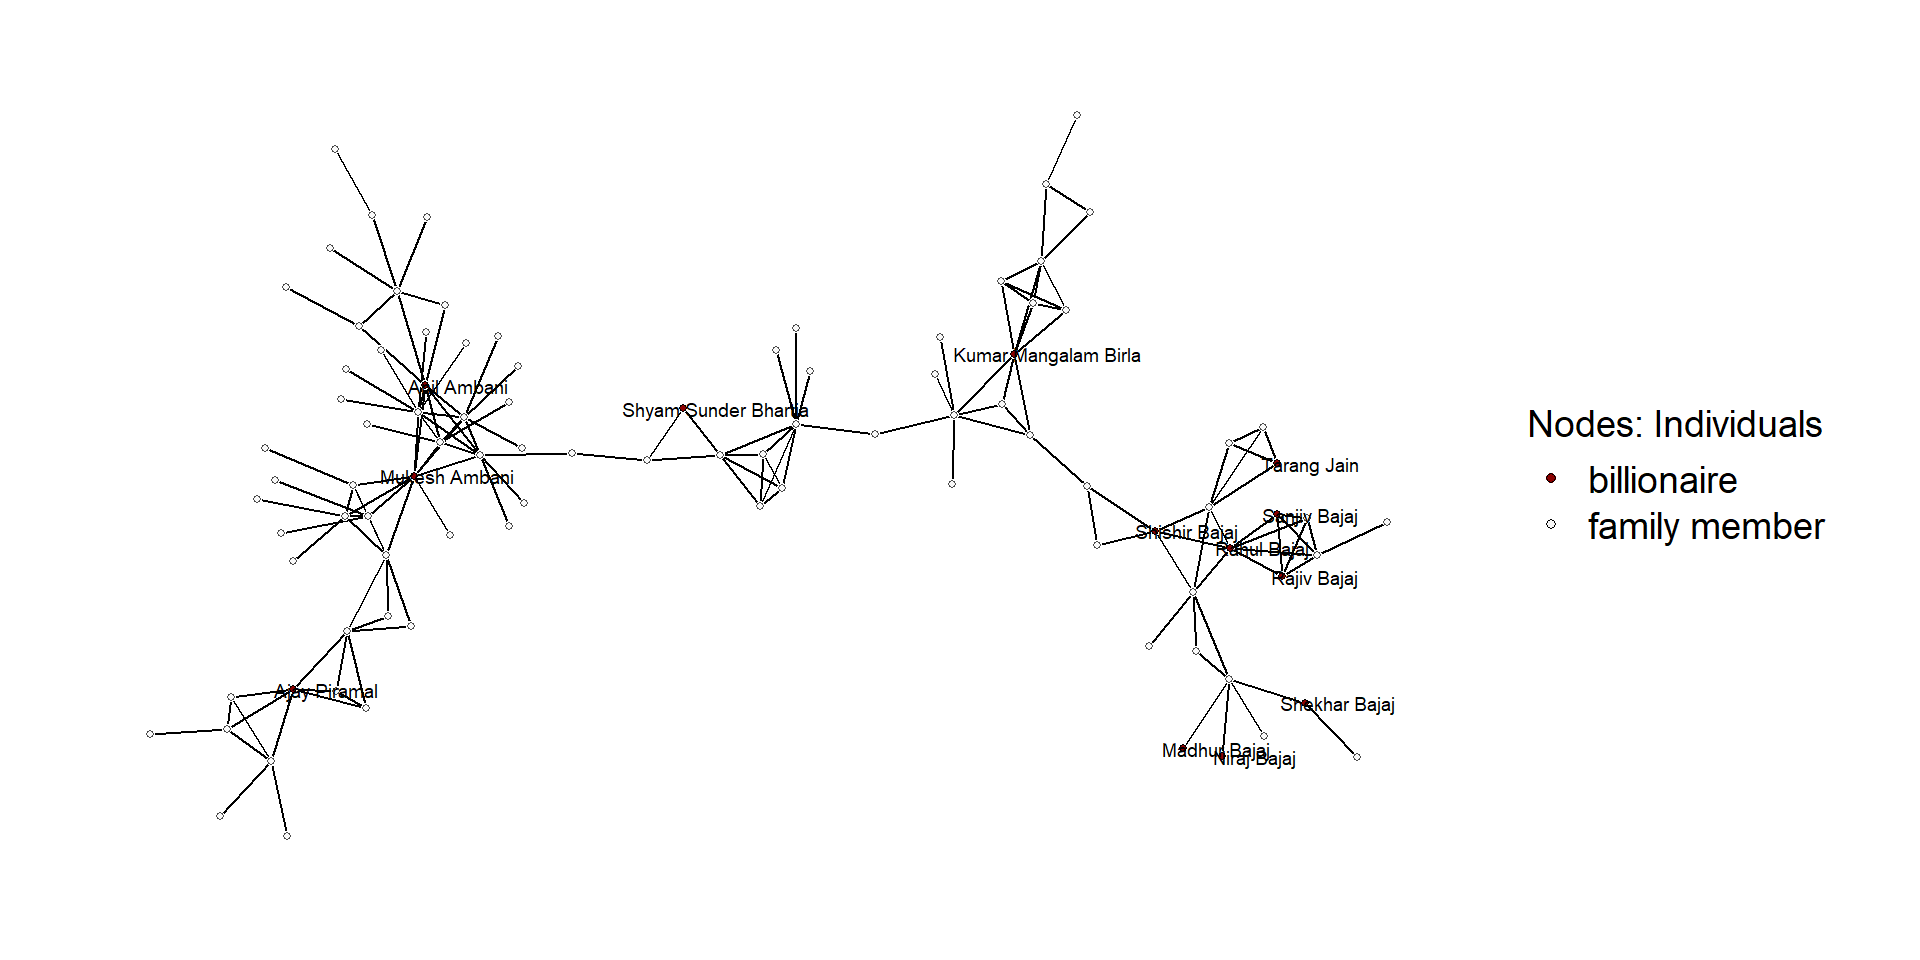 Kumar Mangalam Birla
Anil Ambani
Shyam Sunder Bhartia
Mukesh Ambani
Tarang Jain
Sanjiv Bajaj
Shishir Bajaj
Rahul Bajaj
Rajiv Bajaj
Ajay Piramal
Shekhar Bajaj
Madhur Bajaj
Niraj Bajaj
Nodes: Individuals
billionaire
family member